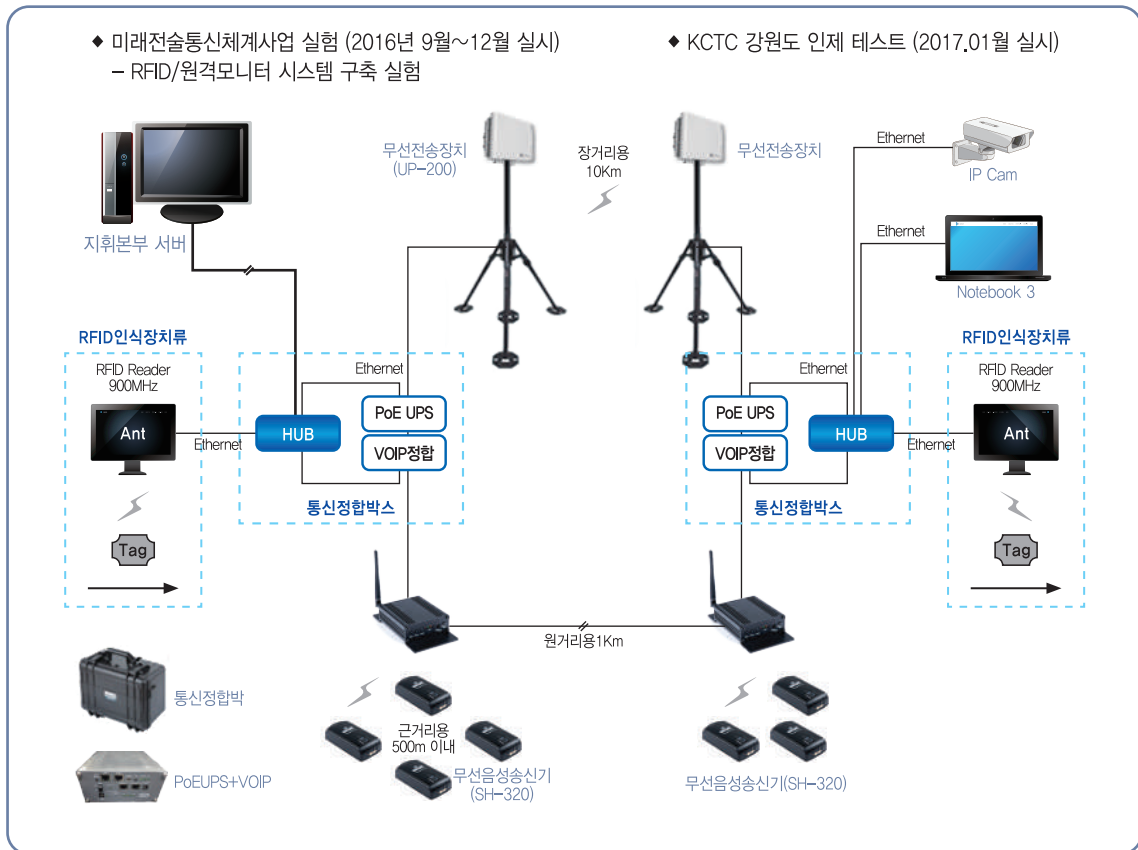 ◆ 미래전술통신체계사업 실험 (2016년 9월~12월 실시)
– RFID/원격모니터 시스템 구축 실험
◆ KCTC 강원도 인제 테스트 (2017.01월 실시)
지휘본부 서버
무선전송장치
(UP-200)
장거리용
10Km
무선전송장치
Ethernet
IP Cam
Ethernet
Notebook 3
RFID인식장치류
RFID Reader
900MHz
Ant
Ethernet
Tag
Ethernet
HUB
PoE UPS
VOIP정합
통신정합박스
Ethernet
PoE UPS
VOIP정합
HUB
통신정합박스
Ethernet
RFID인식장치류
RFID Reader
900MHz
Ant
Tag
원거리용1Km
통신정합박
PoEUPS+VOIP
근거리용
500m 이내
무선음성송신기
(SH-320)
무선음성송신기(SH-320)